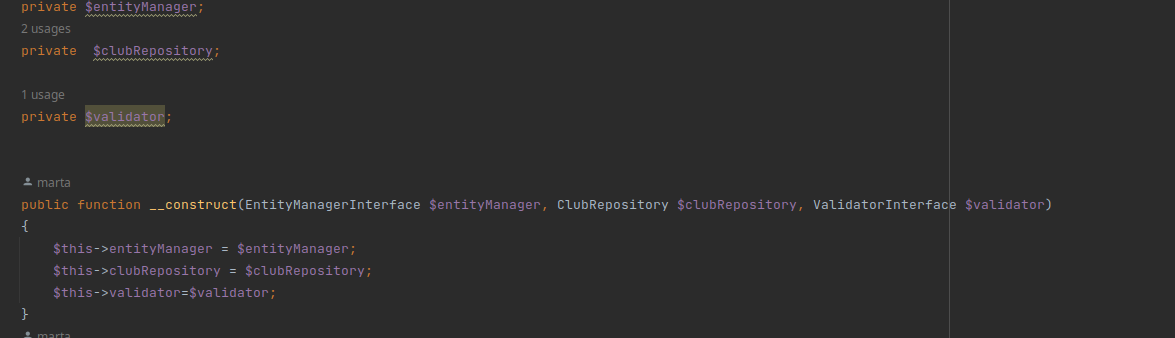 private $entityManager;
2 usages
private  $clubRepository;
1 usage
private $validator;
marta
public function __construct(EntityManagerInterface $entityManager, ClubRepository $clubRepository, ValidatorInterface $validator)
{
$this->entityManager = $entityManager;
$this->clubRepository = $clubRepository;
$this->validator=$validator;
}
marta